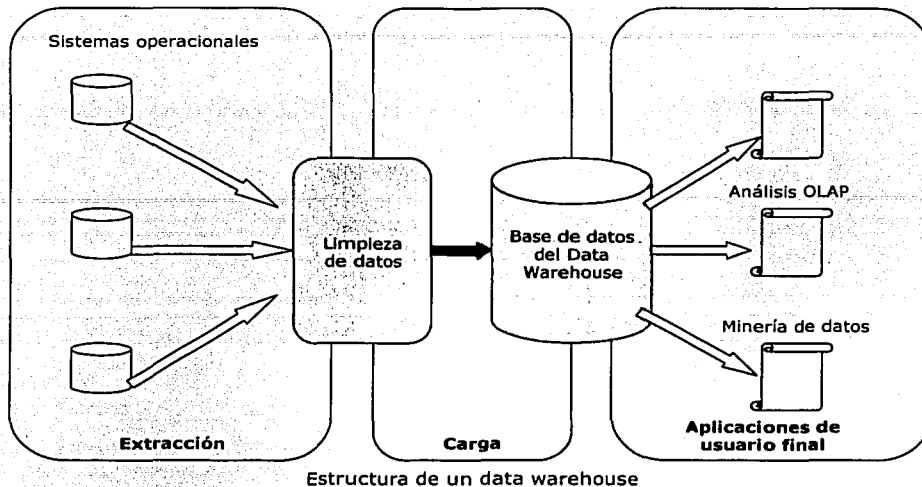 Sistemas operacionales
Limpieza
de datos
Base de datos
del Data
Warehouse
Análisis OLAP
Minería de datos
Extracción
Carga
Aplicaciones de
usuario final
Estructura de un data warehouse